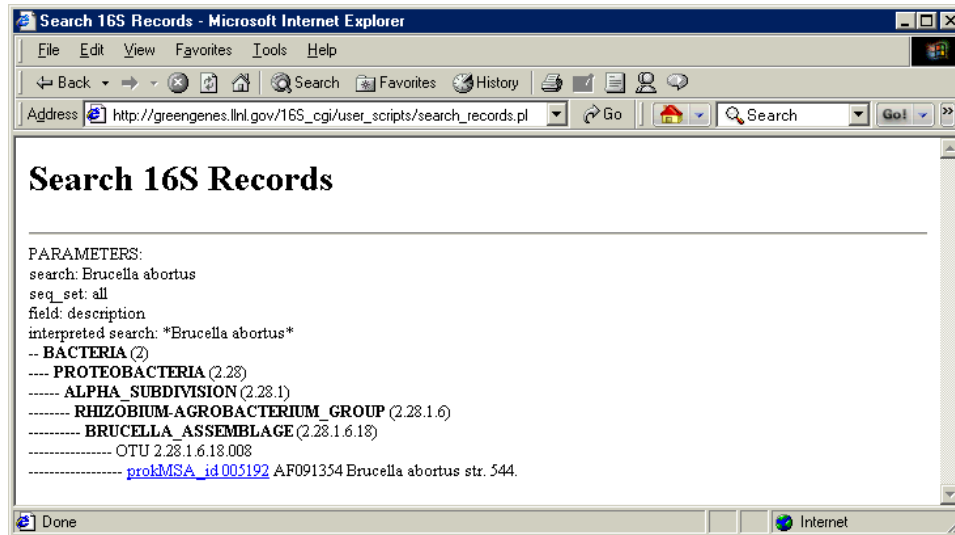 Search 16S Records - Microsoft Internet Explorer
File Edit View Favorites Tools Help
Back Search Favorites History
Address http://greengenes.llnl.gov/16S_cgi/user_scripts/search_records.pl Go Search Go! »
Search 16S Records
PARAMETERS:
search: Brucella abortus
seq_set: all
field: description
interpreted search: *Brucella abortus*
-- BACTERIA (2)
---- PROTEOBACTERIA (2.28)
------ ALPHA_SUBDIVISION (2.28.1)
-------- RHIZOBIUM-AGROBACTERIUM_GROUP (2.28.1.6)
---------- BRUCELLA_ASSEMBLAGE (2.28.1.6.18)
---------------- OTU 2.28.1.6.18.008
------------------ prokMSA_id 005192 AF091354 Brucella abortus str. 544.
Done Internet